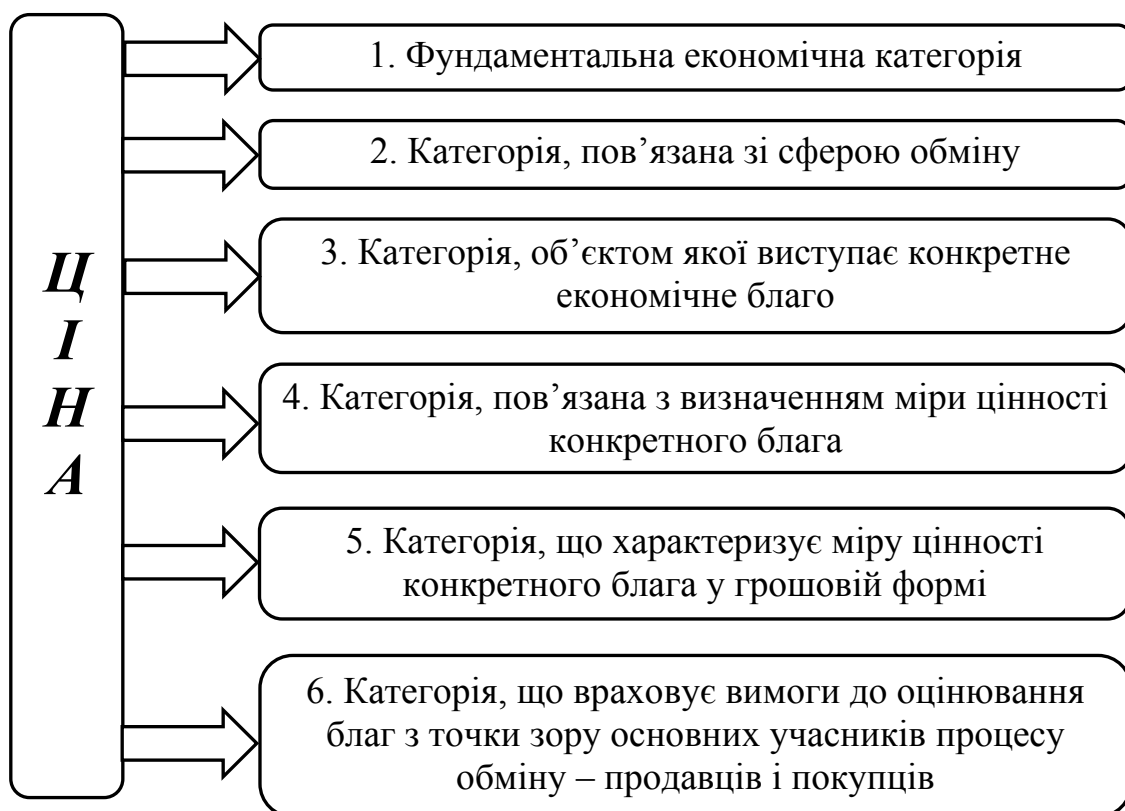 Ц
І
Н
А
1. Фундаментальна економічна категорія
2. Категорія, пов’язана зі сферою обміну
3. Категорія, об’єктом якої виступає конкретне
економічне благо
4. Категорія, пов’язана з визначенням міри цінності
конкретного блага
5. Категорія, що характеризує міру цінності
конкретного блага у грошовій формі
6. Категорія, що враховує вимоги до оцінювання
благ з точки зору основних учасників процесу
обміну – продавців і покупців